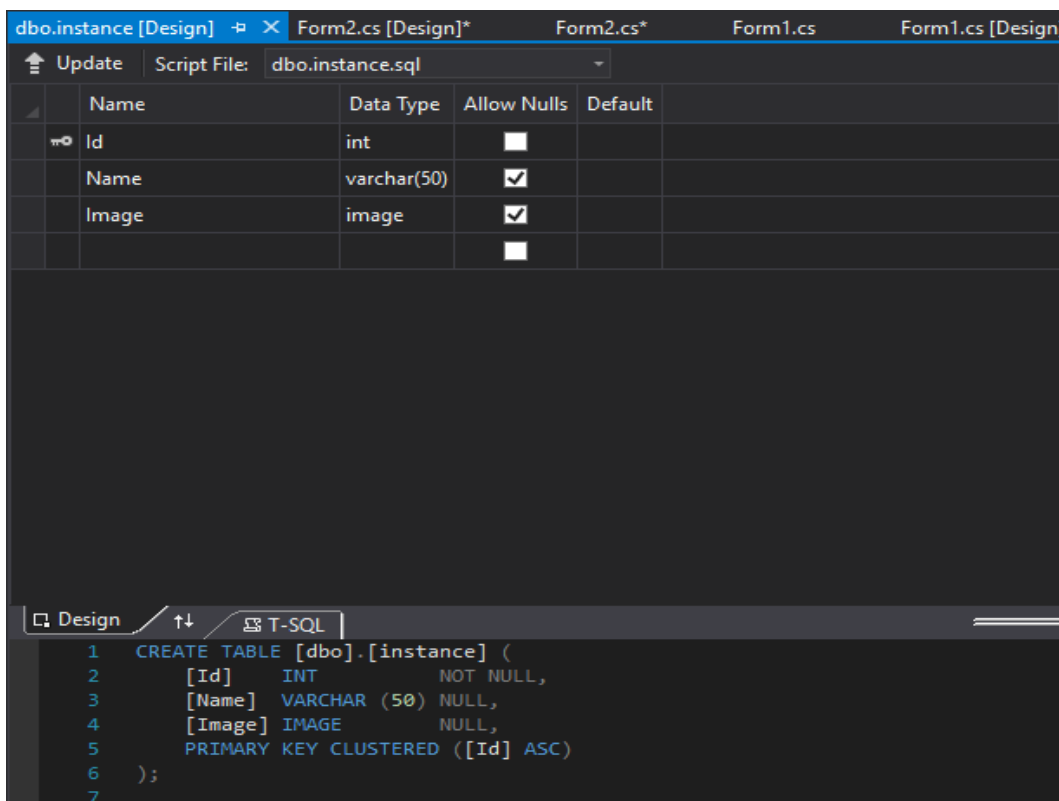 dbo.instance [Design] Form2.cs [Design]* Form2.cs* Form1.cs Form1.cs [Design
Update Script File: dbo.instance.sql
Name Data Type Allow Nulls Default
Id int
Name varchar(50)
Image image
Design T-SQL
1 CREATE TABLE [dbo].[instance] (
2 [Id] INT NOT NULL,
3 [Name] VARCHAR (50) NULL,
4 [Image] IMAGE NULL,
5 PRIMARY KEY CLUSTERED ([Id] ASC)
6 );
7